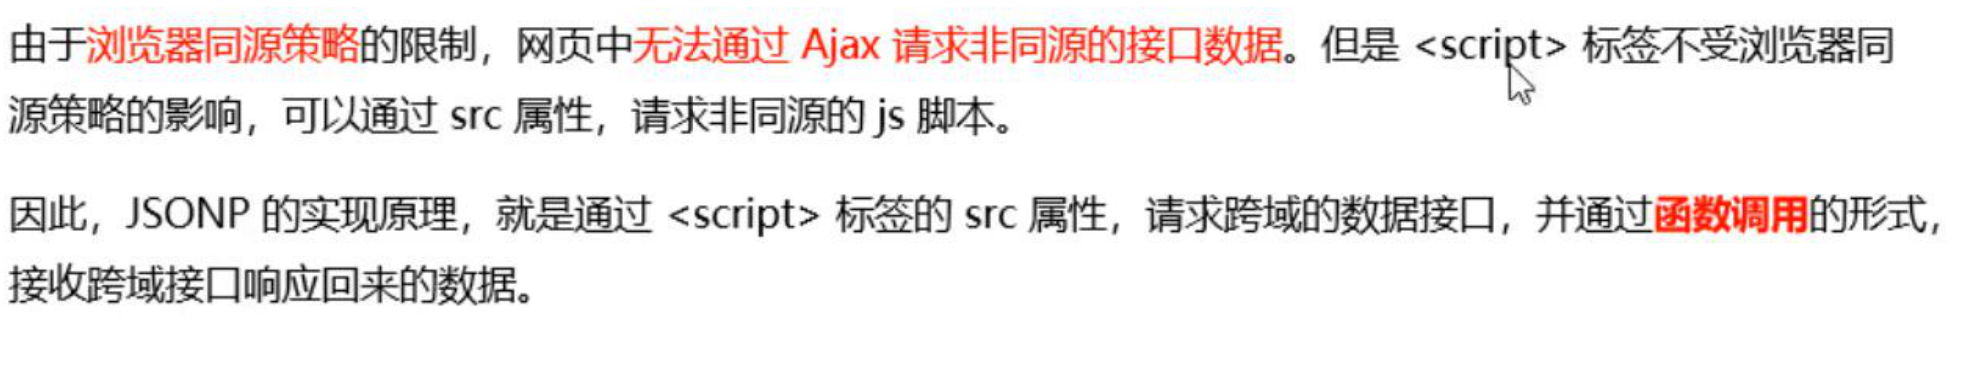 由于浏览器同源策略的限制，网页中无法通过 Ajax 请求非同源的接口数据。但是 <script> 标签不受浏览器同
源策略的影响，可以通过 src 属性，请求非同源的 js 脚本。
因此，JSONP 的实现原理，就是通过 <script> 标签的 src 属性，请求跨域的数据接口，并通过函数调用的形式，
接收跨域接口响应回来的数据。